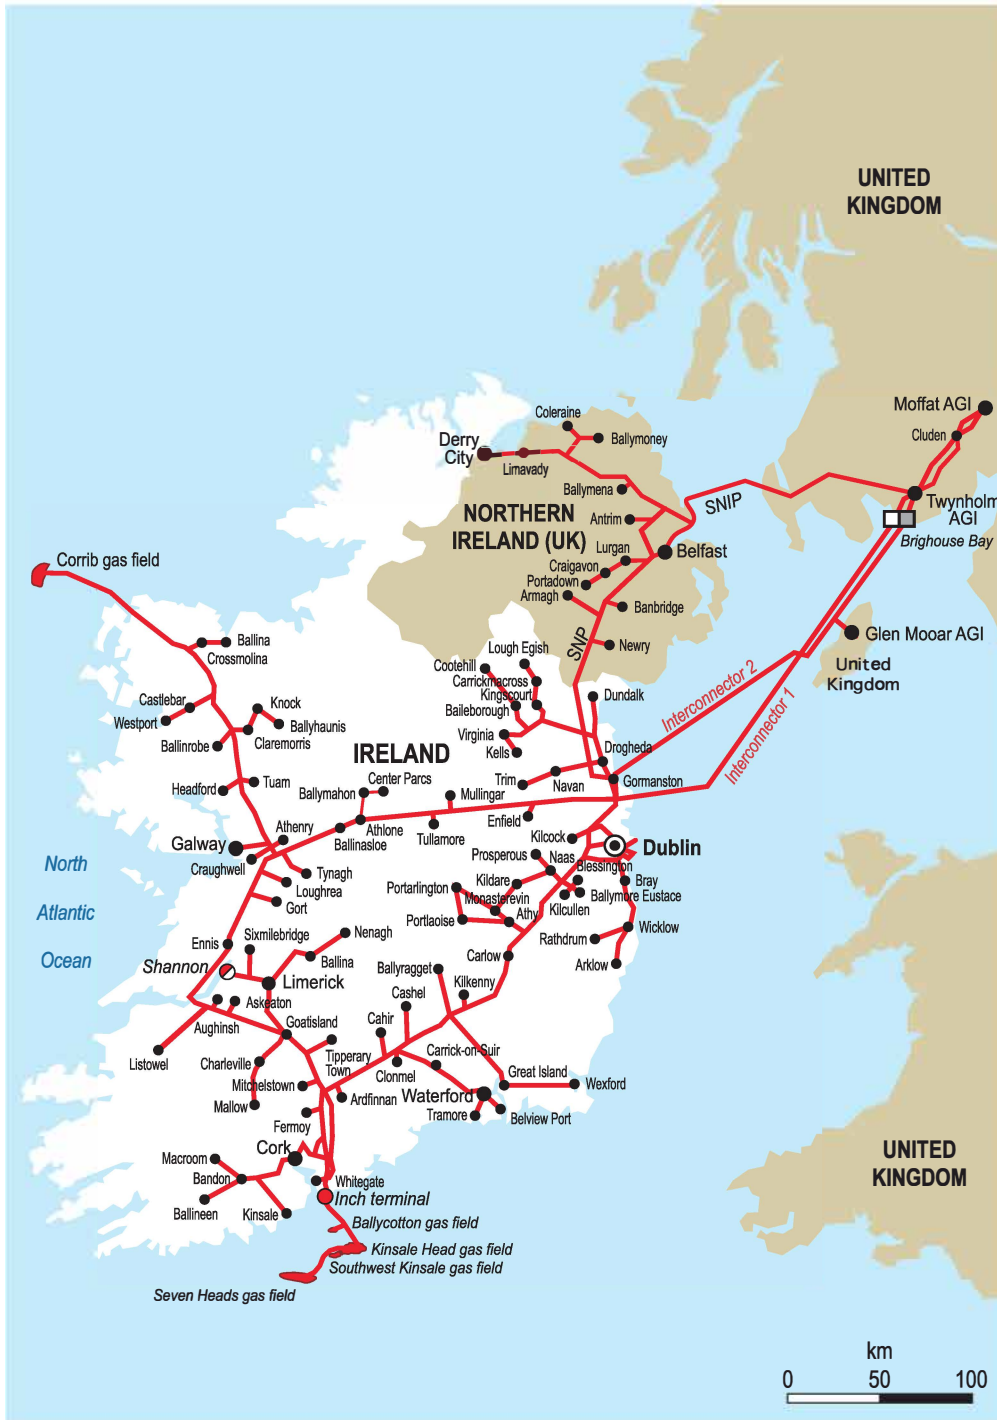 UNITED
KINGDOM
Moffat AGI
Cluden
Coleraine
Ballymoney
Derry
City
Limavady
Ballymena
SNIP
Twynholm
AGI
Brighouse Bay
NORTHERN
IRELAND (UK)
Antrim
Belfast
Lurgan
Craigavon
Portadown
Armagh
Banbridge
Corrib gas field
Newry
SNP
Glen Mooar AGI
United
Kingdom
Ballina
Crossmolina
Lough Egish
Cootehill
Carrickmacross
Kingscourt
Baileborough
Dundalk
Interconnector 2
Interconnector 1
Castlebar
Westport
Knock
Ballyhaunis
Claremorris
Ballinrobe
Virginia
Kells
Drogheda
IRELAND
Trim
Navan
Gormanston
Headford
Tuam
Center Parcs
Ballymahon
Mullingar
Athenry
Athlone
Ballinasloe
Tullamore
Enfield
Kilcock
Dublin
Galway
Craughwell
Tynagh
Loughrea
Gort
North
Atlantic
Ocean
Prosperous
Naas
Blessington
Kildare
Bray
Portarlington
Monasterevin
Ballymore Eustace
Kilcullen
Portlaoise
Athy
Wicklow
Rathdrum
Arklow
Ennis
Sixmilebridge
Nenagh
Shannon
Ballina
Limerick
Carlow
Ballyragget
Kilkenny
Cashel
Askeaton
Aughinsh
Goatisland
Cahir
Listowel
Charleville
Tipperary
Town
Carrick-on-Suir
Clonmel
Great Island
Wexford
Mitchelstown
Mallow
Ardfinnan
Waterford
Tramore
Belview Port
Fermoy
Cork
Macroom
Bandon
Whitegate
Inch terminal
Ballineen
Kinsale
Ballycotton gas field
Kinsale Head gas field
Southwest Kinsale gas field
Seven Heads gas field
UNITED
KINGDOM
km
0 50 100